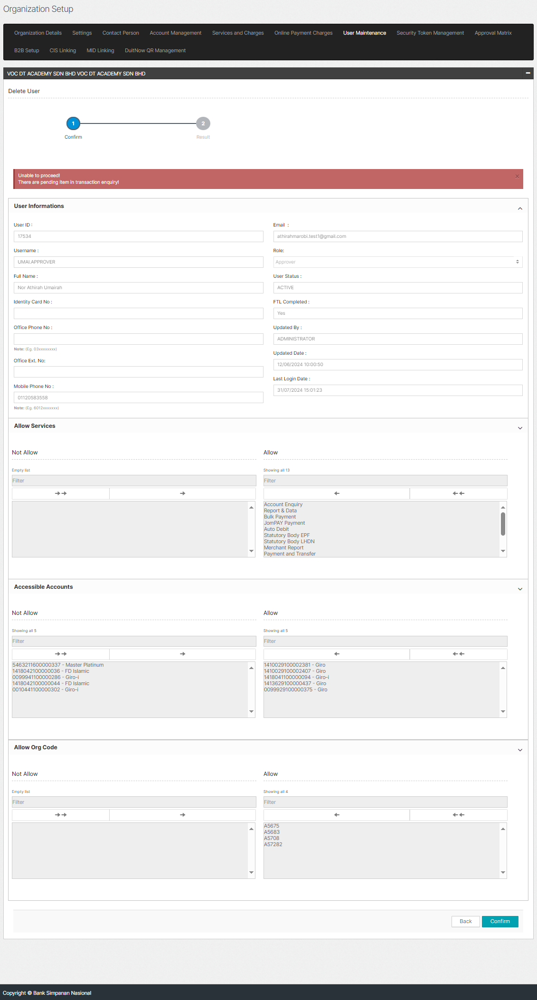 Organization Setup
Organization Details Settings Contact Person Account Management Services and Charges Online Payment Charges User Maintenance Security Token Management Approval Matrix
B2B Setup CIS Linking MID Linking DuitNow QR Management
VOC DT ACADEMY SDN BHD VOC DT ACADEMY SDN BHD
Delete User
1 2
Confirm Result
Unable to proceed!
There are pending item in transaction enquiry!
User Informations
User ID :
17534
Username :
UMAI.APPROVER
Full Name :
Nor Athirah Umairah
Identity Card No :
Office Phone No :
Note: (Eg. 03xxxxxxxx)
Office Ext. No:
Mobile Phone No :
01120583558
Note: (Eg. 6012xxxxxxx)
Email :
athirahmarobi.test1@gmail.com
Role:
Approver
User Status :
ACTIVE
FTL Completed :
Yes
Updated By :
ADMINISTRATOR
Updated Date :
12/06/2024 10:00:50
Last Login Date :
31/07/2024 15:01:23
Allow Services
Not Allow
Empty list
Filter
Allow
Showing all 13
Filter
Account Enquiry
Report & Data
Bulk Payment
JomPAY Payment
Auto Debit
Statutory Body EPF
Statutory Body LHDN
Merchant Report
Payment and Transfer
Accessible Accounts
Not Allow
Showing all 5
Filter
5463211600000337 - Master Platinum
1418042100000036 - FD Islamic
0099941100000286 - Giro-i
1418042100000044 - FD Islamic
0010441100000302 - Giro-i
Allow
Showing all 5
Filter
1410029100002381 - Giro
1410029100002407 - Giro
1418041100000094 - Giro-i
1413629100000437 - Giro
0099929100000375 - Giro
Allow Org Code
Not Allow
Empty list
Filter
Allow
Showing all 4
Filter
A5675
A5683
A5708
A57282
Back Confirm
Copyright © Bank Simpanan Nasional